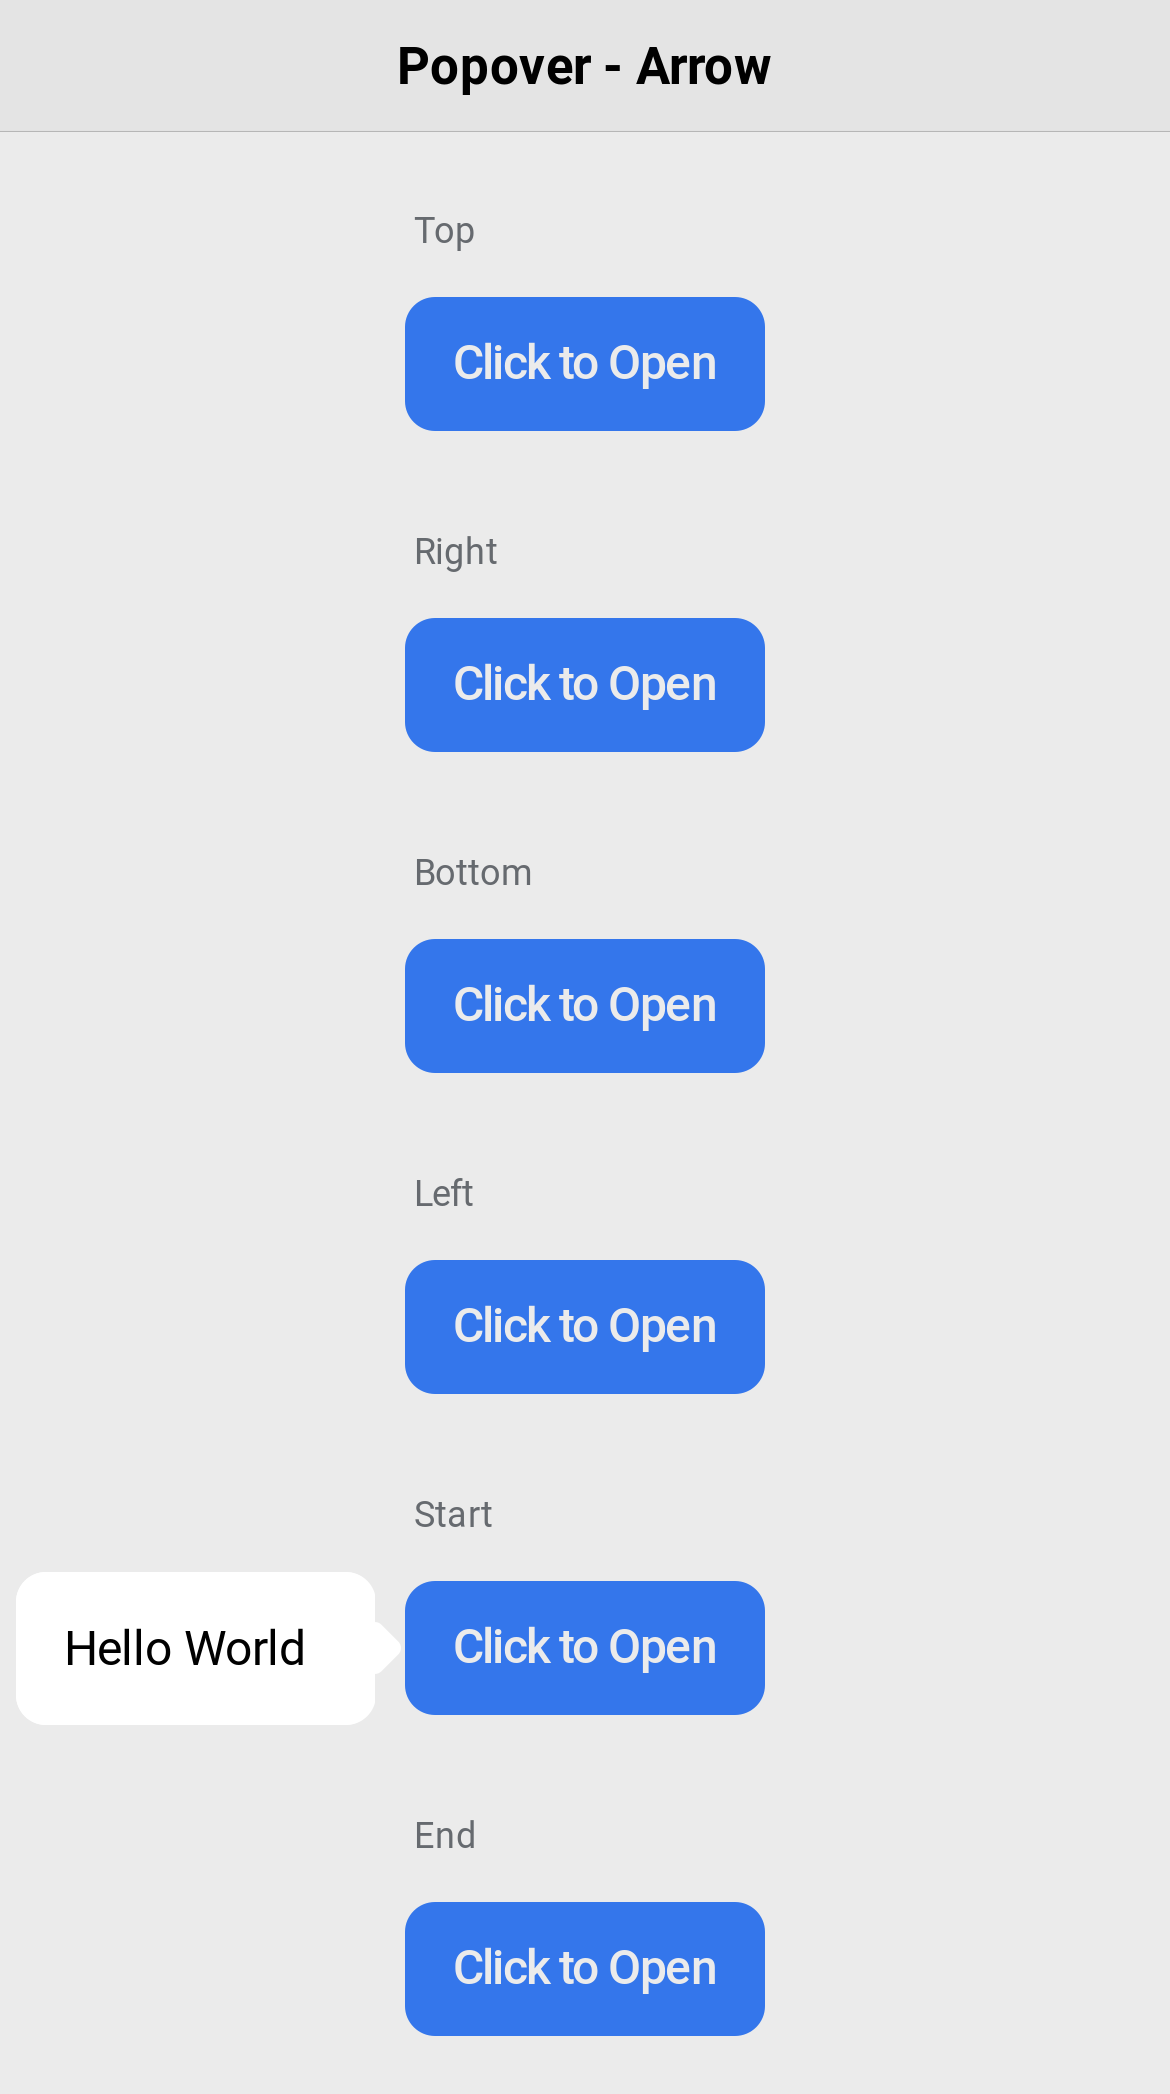 Popover - Arrow
Top
Click to Open
Right
Click to Open
Bottom
Click to Open
Left
Click to Open
Start
Hello World
Click to Open
End
Click to Open